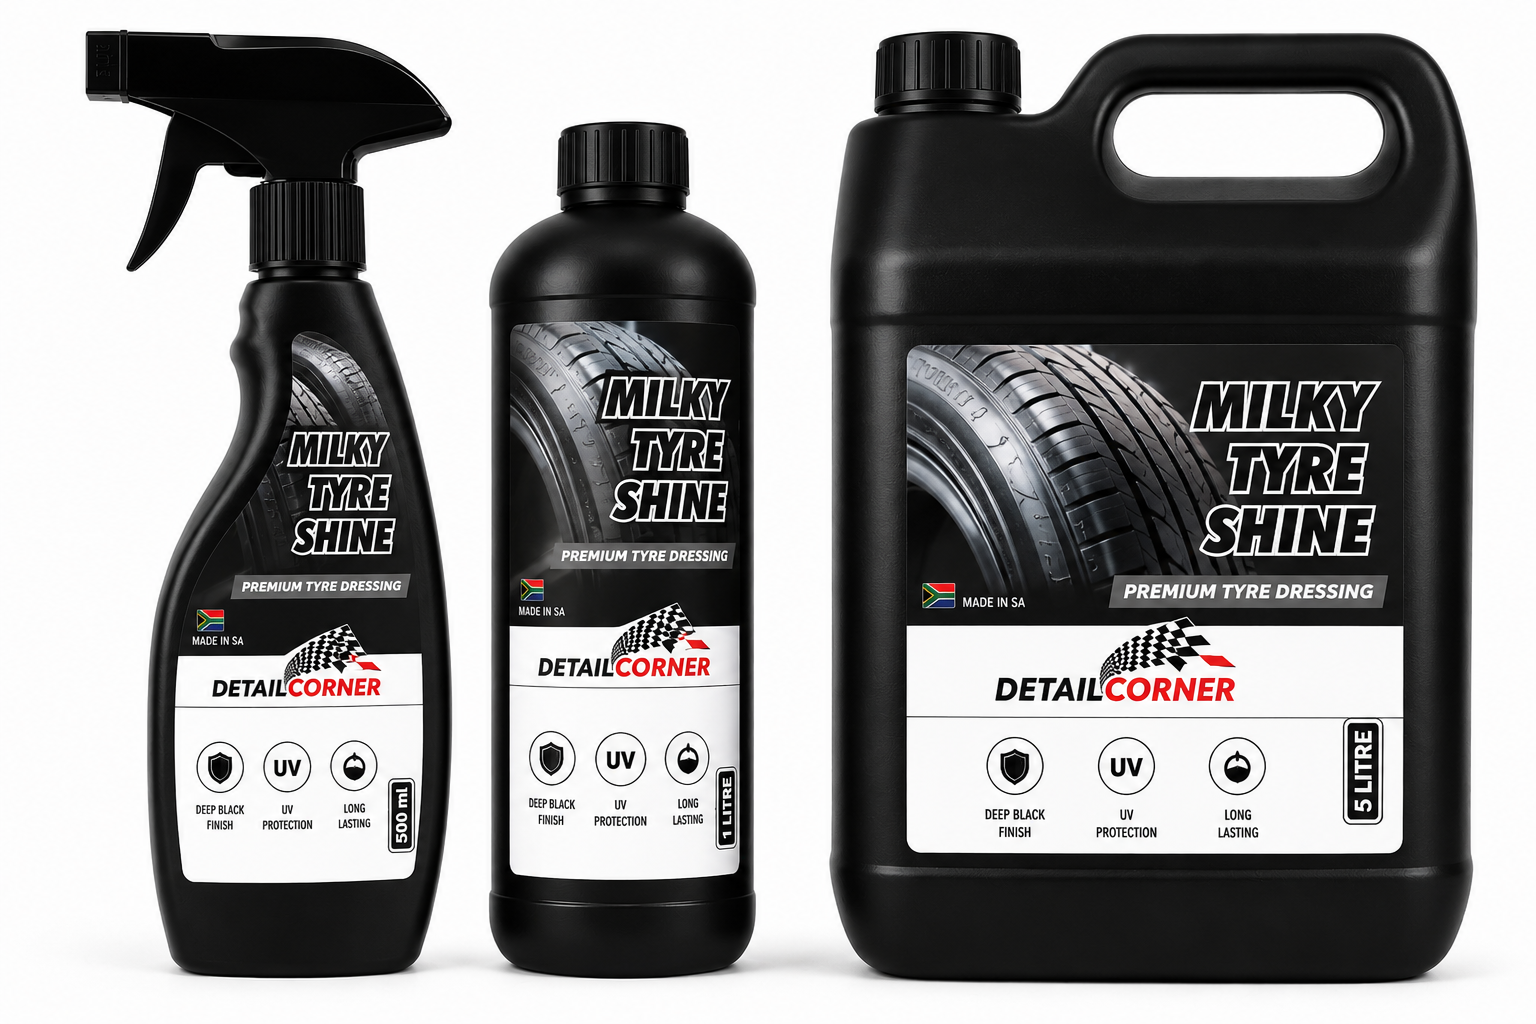 MILKY
TYRE
SHINE
PREMIUM TYRE DRESSING
MADE IN SA
DETAILCORNER
UV
DEEP BLACK
FINISH
UV
PROTECTION
LONG
LASTING
500 ml
MILKY
TYRE
SHINE
PREMIUM TYRE DRESSING
MADE IN SA
DETAILCORNER
UV
DEEP BLACK
FINISH
UV
PROTECTION
LONG
LASTING
1 LITRE
MILKY
TYRE
SHINE
PREMIUM TYRE DRESSING
MADE IN SA
DETAILCORNER
UV
DEEP BLACK
FINISH
UV
PROTECTION
LONG
LASTING
5 LITRE